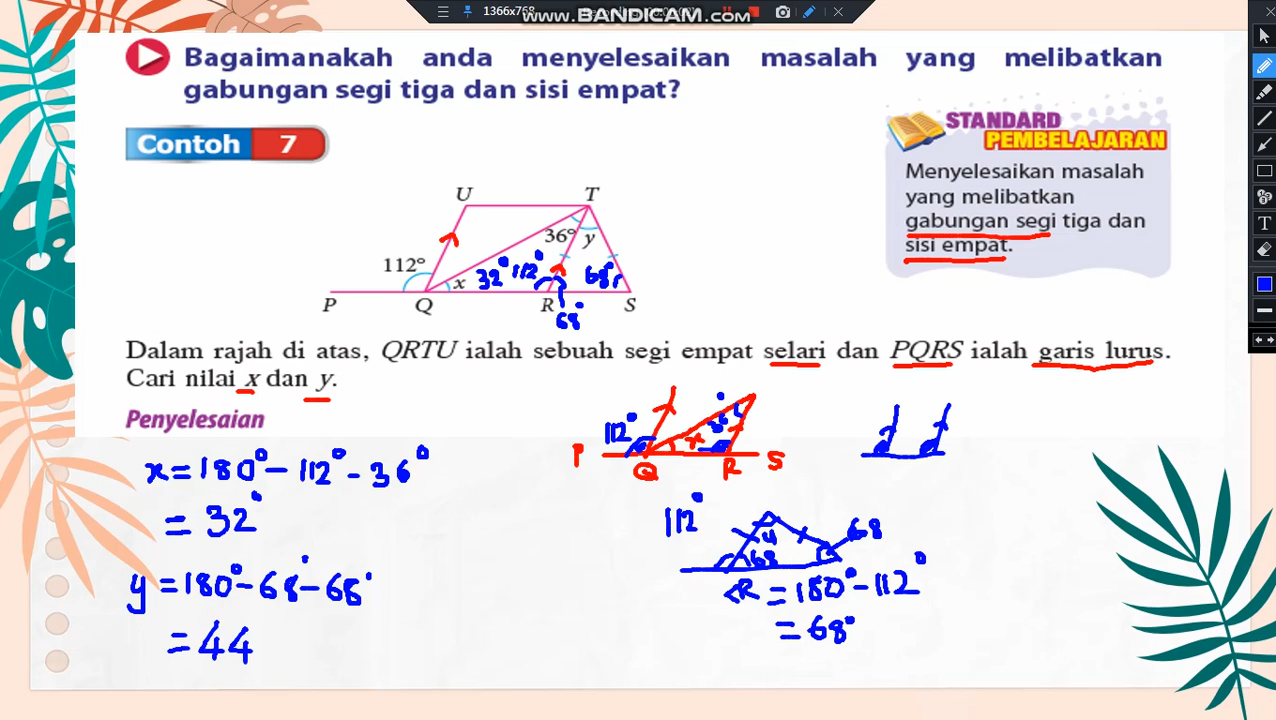 1366x768
www.BANDICAM.com
Bagaimanakah anda menyelesaikan masalah yang melibatkan
gabungan segi tiga dan sisi empat?
Contoh 7
STANDARD
PEMBELAJARAN
Menyelesaikan masalah
yang melibatkan
gabungan segi tiga dan
sisi empat.
U T
36° y
112° x 32° 112° 68°
P Q R S
68°
Dalam rajah di atas, QRTU ialah sebuah segi empat selari dan PQRS ialah garis lurus.
Cari nilai x dan y.
Penyelesaian
x = 180° - 112° - 36°
= 32°
y = 180° - 68° - 68°
= 44
112° 36° x
P Q R S
112°
y 68 68
<R = 180° - 112°
= 68°